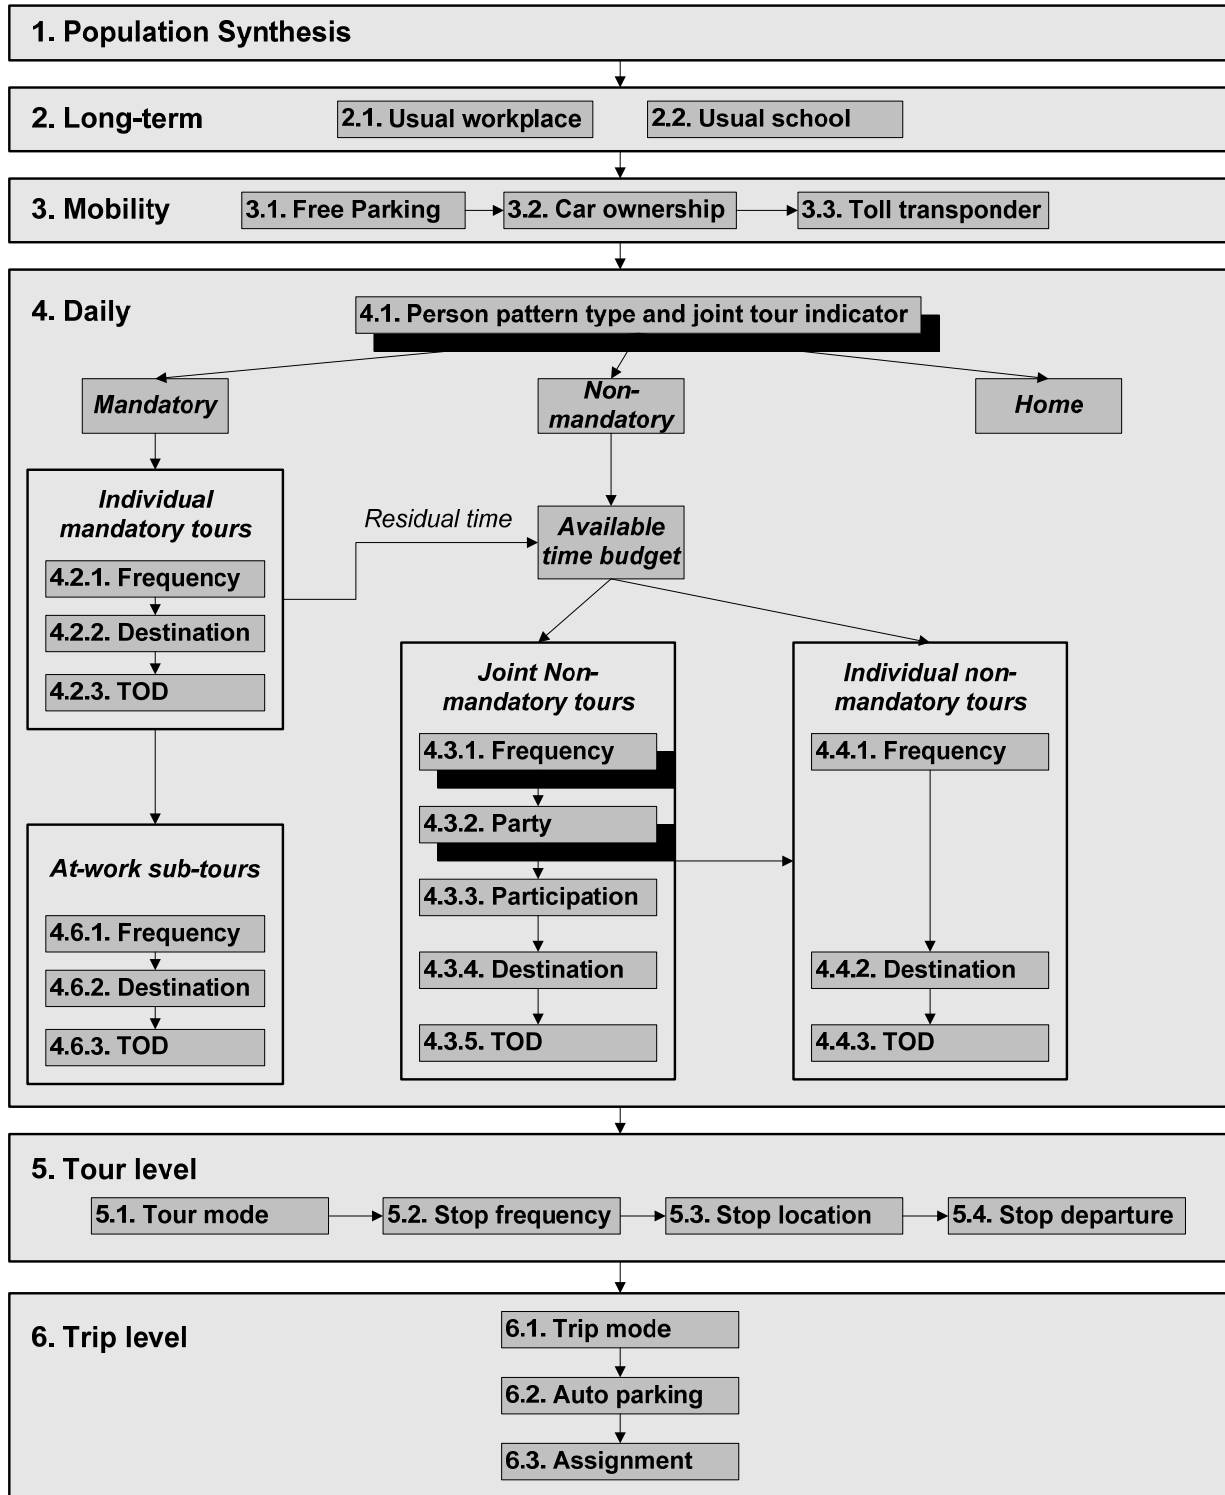 1. Population Synthesis
2. Long-term
2.1. Usual workplace
2.2. Usual school
3. Mobility
3.1. Free Parking
3.2. Car ownership
3.3. Toll transponder
4. Daily
4.1. Person pattern type and joint tour indicator
Mandatory
Non-
mandatory
Home
Individual
mandatory tours
4.2.1. Frequency
4.2.2. Destination
4.2.3. TOD
Residual time
Available
time budget
Joint Non-
mandatory tours
4.3.1. Frequency
4.3.2. Party
4.3.3. Participation
4.3.4. Destination
4.3.5. TOD
Individual non-
mandatory tours
4.4.1. Frequency
4.4.2. Destination
4.4.3. TOD
At-work sub-tours
4.6.1. Frequency
4.6.2. Destination
4.6.3. TOD
5. Tour level
5.1. Tour mode
5.2. Stop frequency
5.3. Stop location
5.4. Stop departure
6. Trip level
6.1. Trip mode
6.2. Auto parking
6.3. Assignment